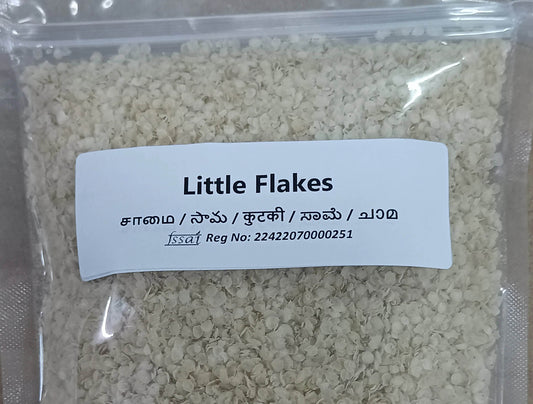 Little Flakes
சாமை / సామ / कुटकी / ಸಾಮೆ / ചാമ
fssai Reg No: 22422070000251